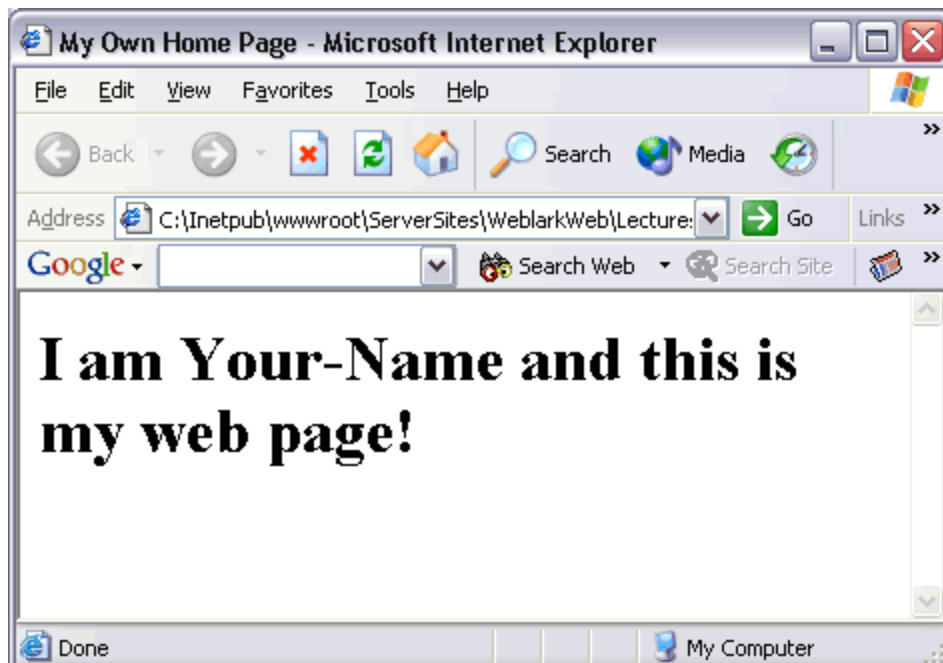 My Own Home Page - Microsoft Internet Explorer
File Edit View Favorites Tools Help
Back Search Media »
Address C:\Inetpub\wwwroot\ServerSites\WeblarkWeb\Lecture Go Links »
Google Search Web Search Site »
I am Your-Name and this is
my web page!
Done My Computer